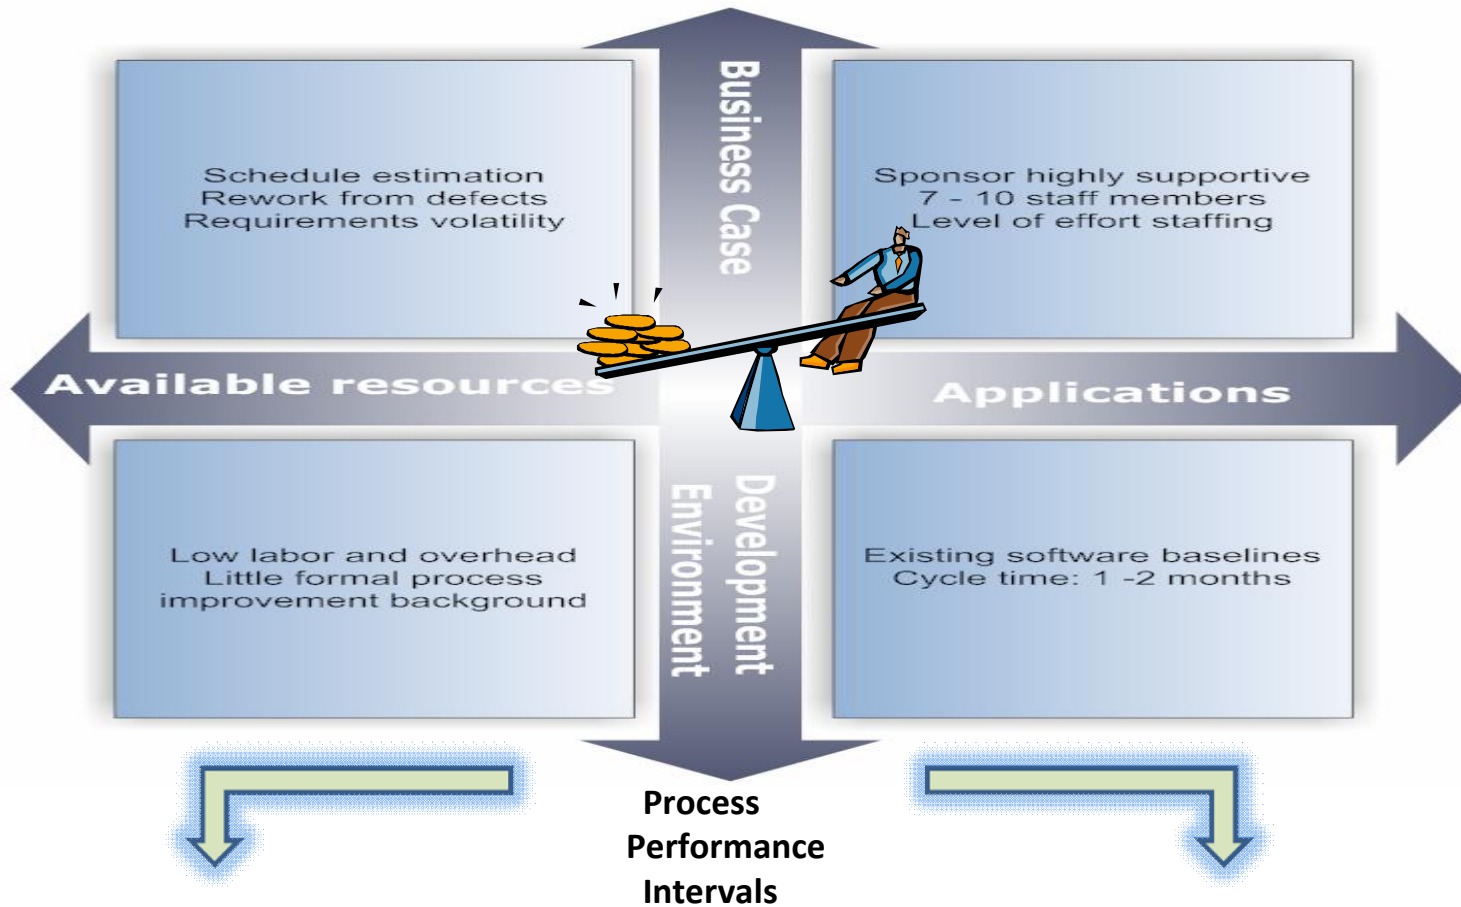 Business Case
Schedule estimation
Rework from defects
Requirements volatility
Sponsor highly supportive
7 - 10 staff members
Level of effort staffing
Available resources
Applications
Development
Environment
Low labor and overhead
Little formal process
improvement background
Existing software baselines
Cycle time: 1 -2 months
Process
Performance
Intervals